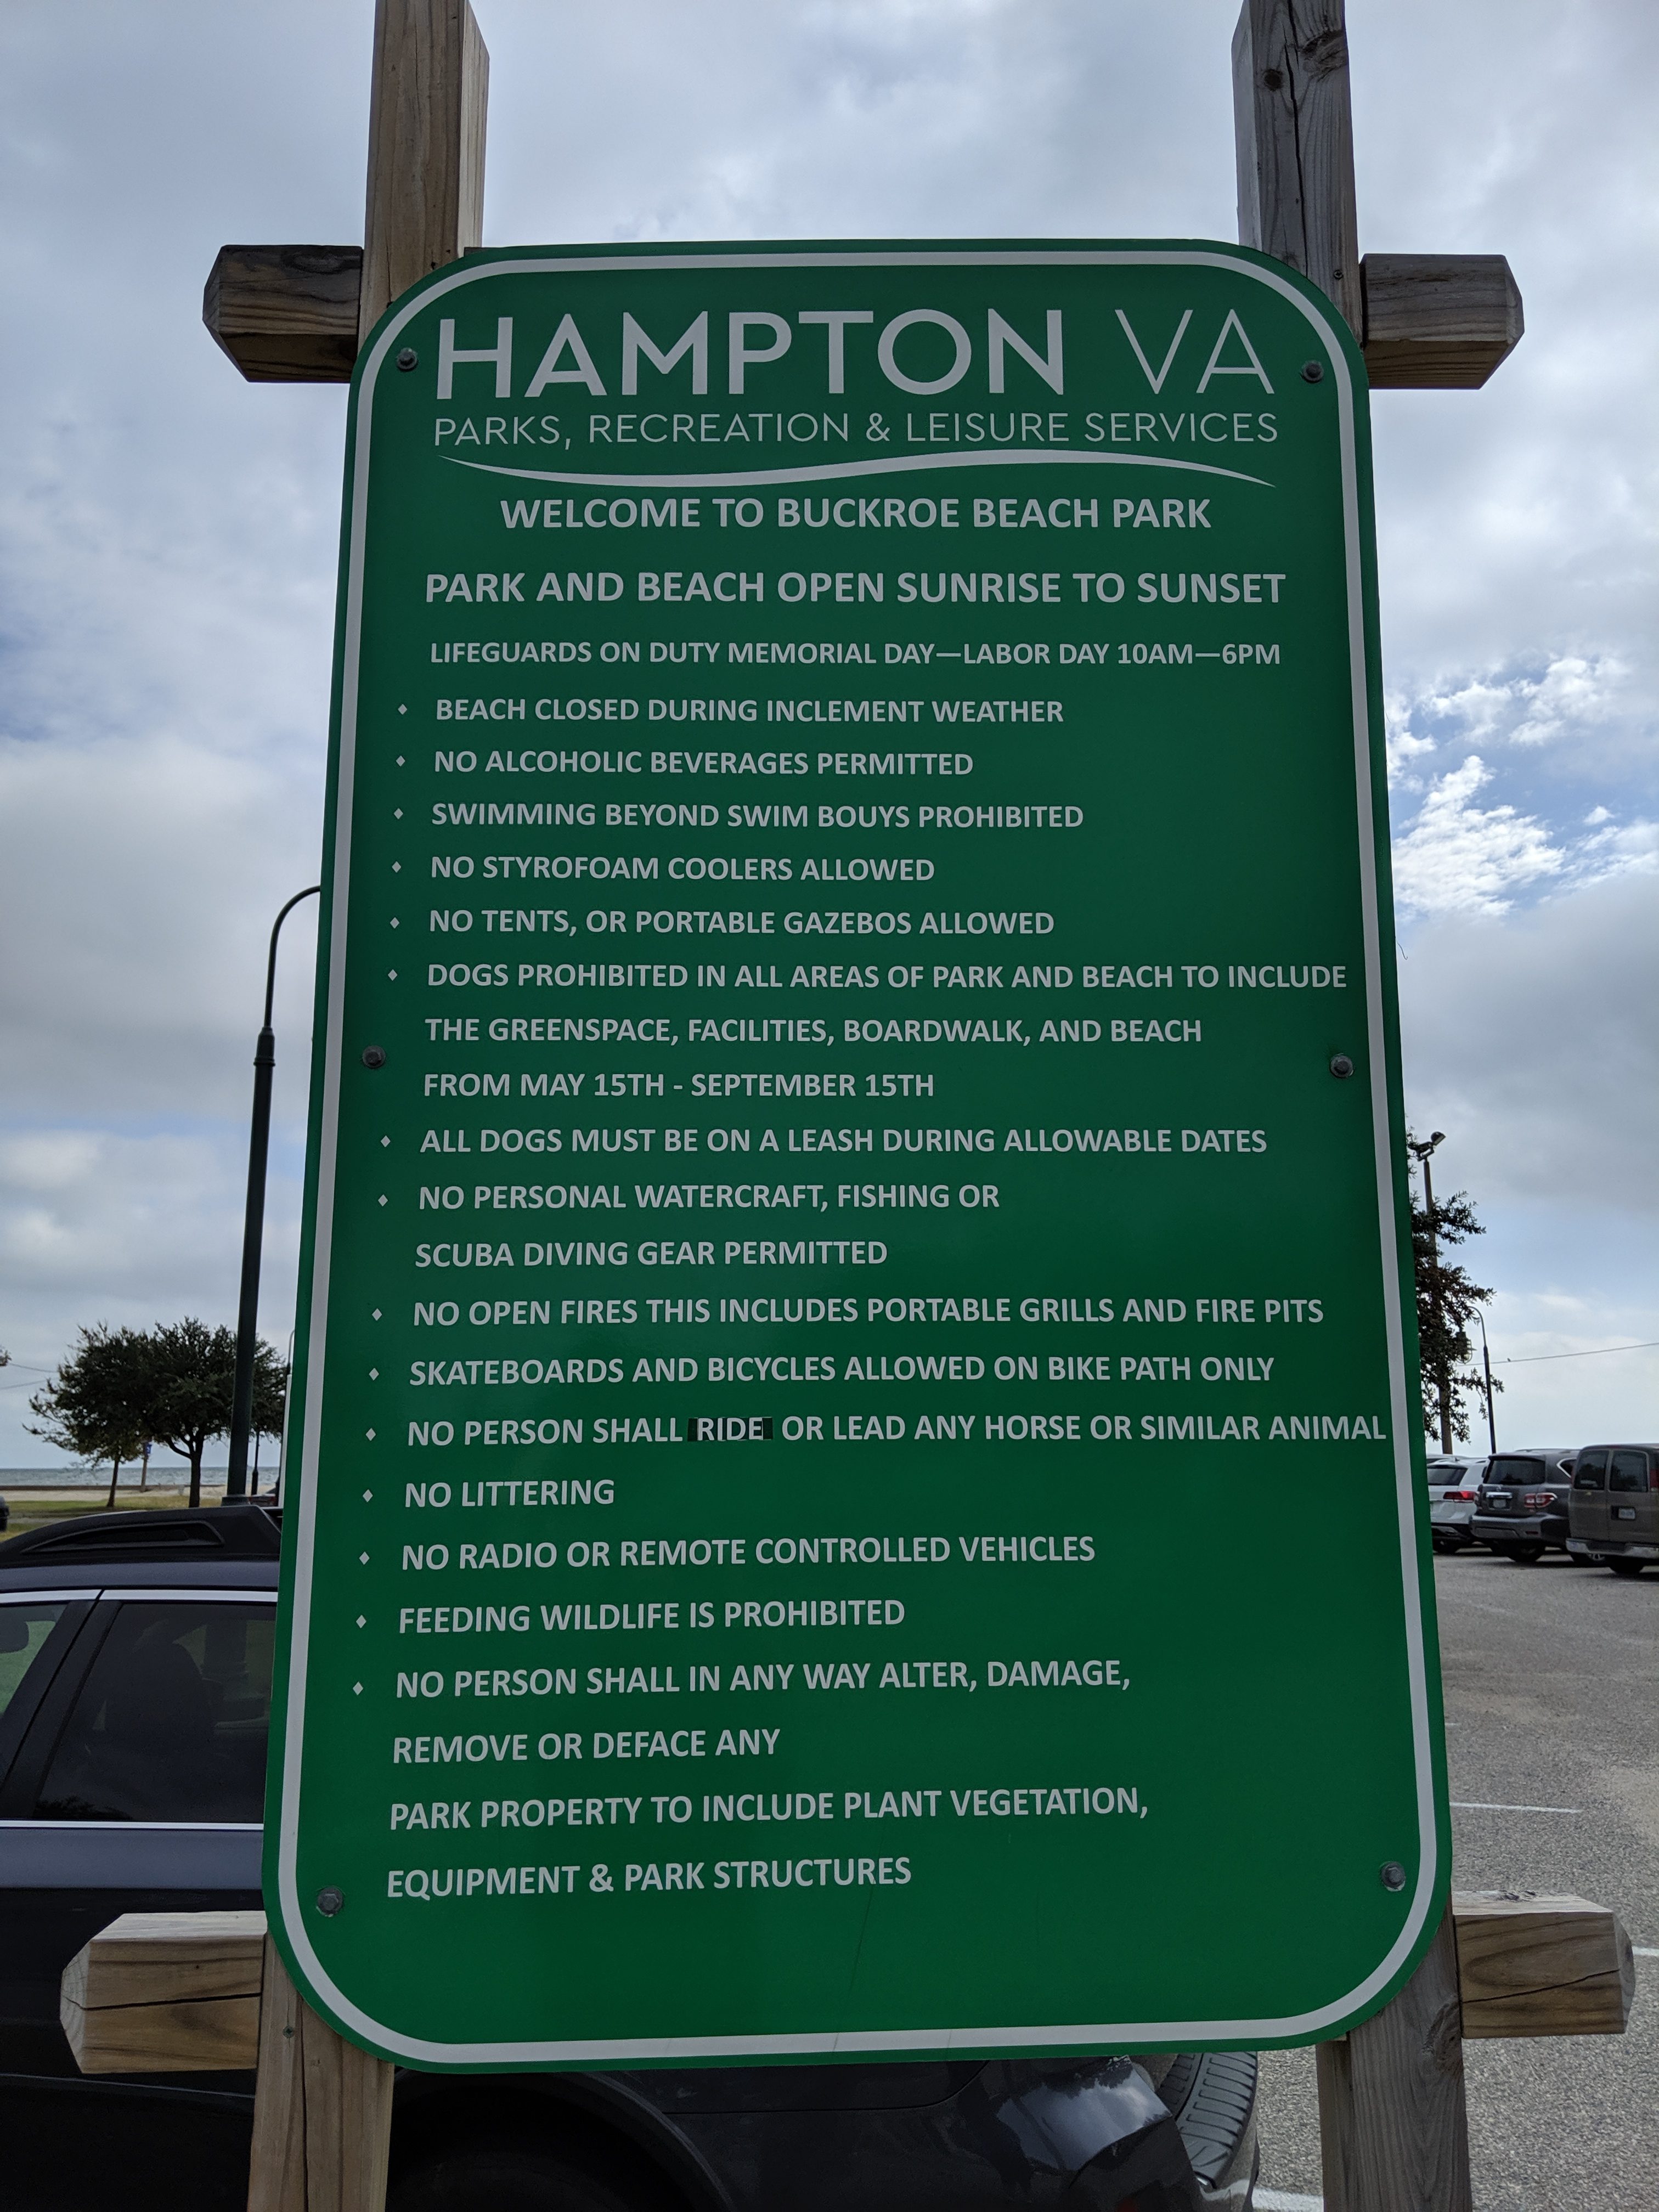 HAMPTON VA
PARKS, RECREATION & LEISURE SERVICES
WELCOME TO BUCKROE BEACH PARK
PARK AND BEACH OPEN SUNRISE TO SUNSET
LIFEGUARDS ON DUTY MEMORIAL DAY—LABOR DAY 10AM—6PM
⬩ BEACH CLOSED DURING INCLEMENT WEATHER
⬩ NO ALCOHOLIC BEVERAGES PERMITTED
⬩ SWIMMING BEYOND SWIM BOUYS PROHIBITED
⬩ NO STYROFOAM COOLERS ALLOWED
⬩ NO TENTS, OR PORTABLE GAZEBOS ALLOWED
⬩ DOGS PROHIBITED IN ALL AREAS OF PARK AND BEACH TO INCLUDE
THE GREENSPACE, FACILITIES, BOARDWALK, AND BEACH
FROM MAY 15TH - SEPTEMBER 15TH
⬩ ALL DOGS MUST BE ON A LEASH DURING ALLOWABLE DATES
⬩ NO PERSONAL WATERCRAFT, FISHING OR
SCUBA DIVING GEAR PERMITTED
⬩ NO OPEN FIRES THIS INCLUDES PORTABLE GRILLS AND FIRE PITS
⬩ SKATEBOARDS AND BICYCLES ALLOWED ON BIKE PATH ONLY
⬩ NO PERSON SHALL RIDE OR LEAD ANY HORSE OR SIMILAR ANIMAL
⬩ NO LITTERING
⬩ NO RADIO OR REMOTE CONTROLLED VEHICLES
⬩ FEEDING WILDLIFE IS PROHIBITED
⬩ NO PERSON SHALL IN ANY WAY ALTER, DAMAGE,
REMOVE OR DEFACE ANY
PARK PROPERTY TO INCLUDE PLANT VEGETATION,
EQUIPMENT & PARK STRUCTURES